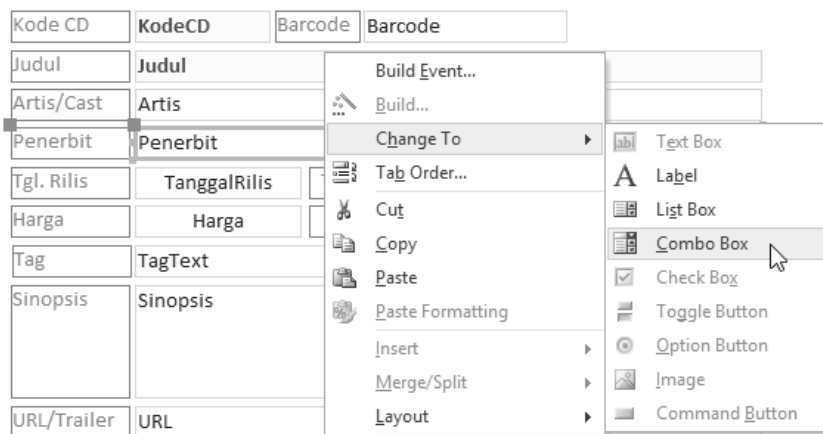 Kode CD KodeCD Barcode Barcode
Judul Judul
Artis/Cast Artis
Penerbit Penerbit
Tgl. Rilis TanggalRilis
Harga Harga
Tag TagText
Sinopsis Sinopsis
URL/Trailer URL
Build Event...
Build...
Change To
Tab Order...
Cut
Copy
Paste
Paste Formatting
Insert
Merge/Split
Layout
ab Text Box
A Label
List Box
Combo Box
Check Box
Toggle Button
Option Button
Image
Command Button